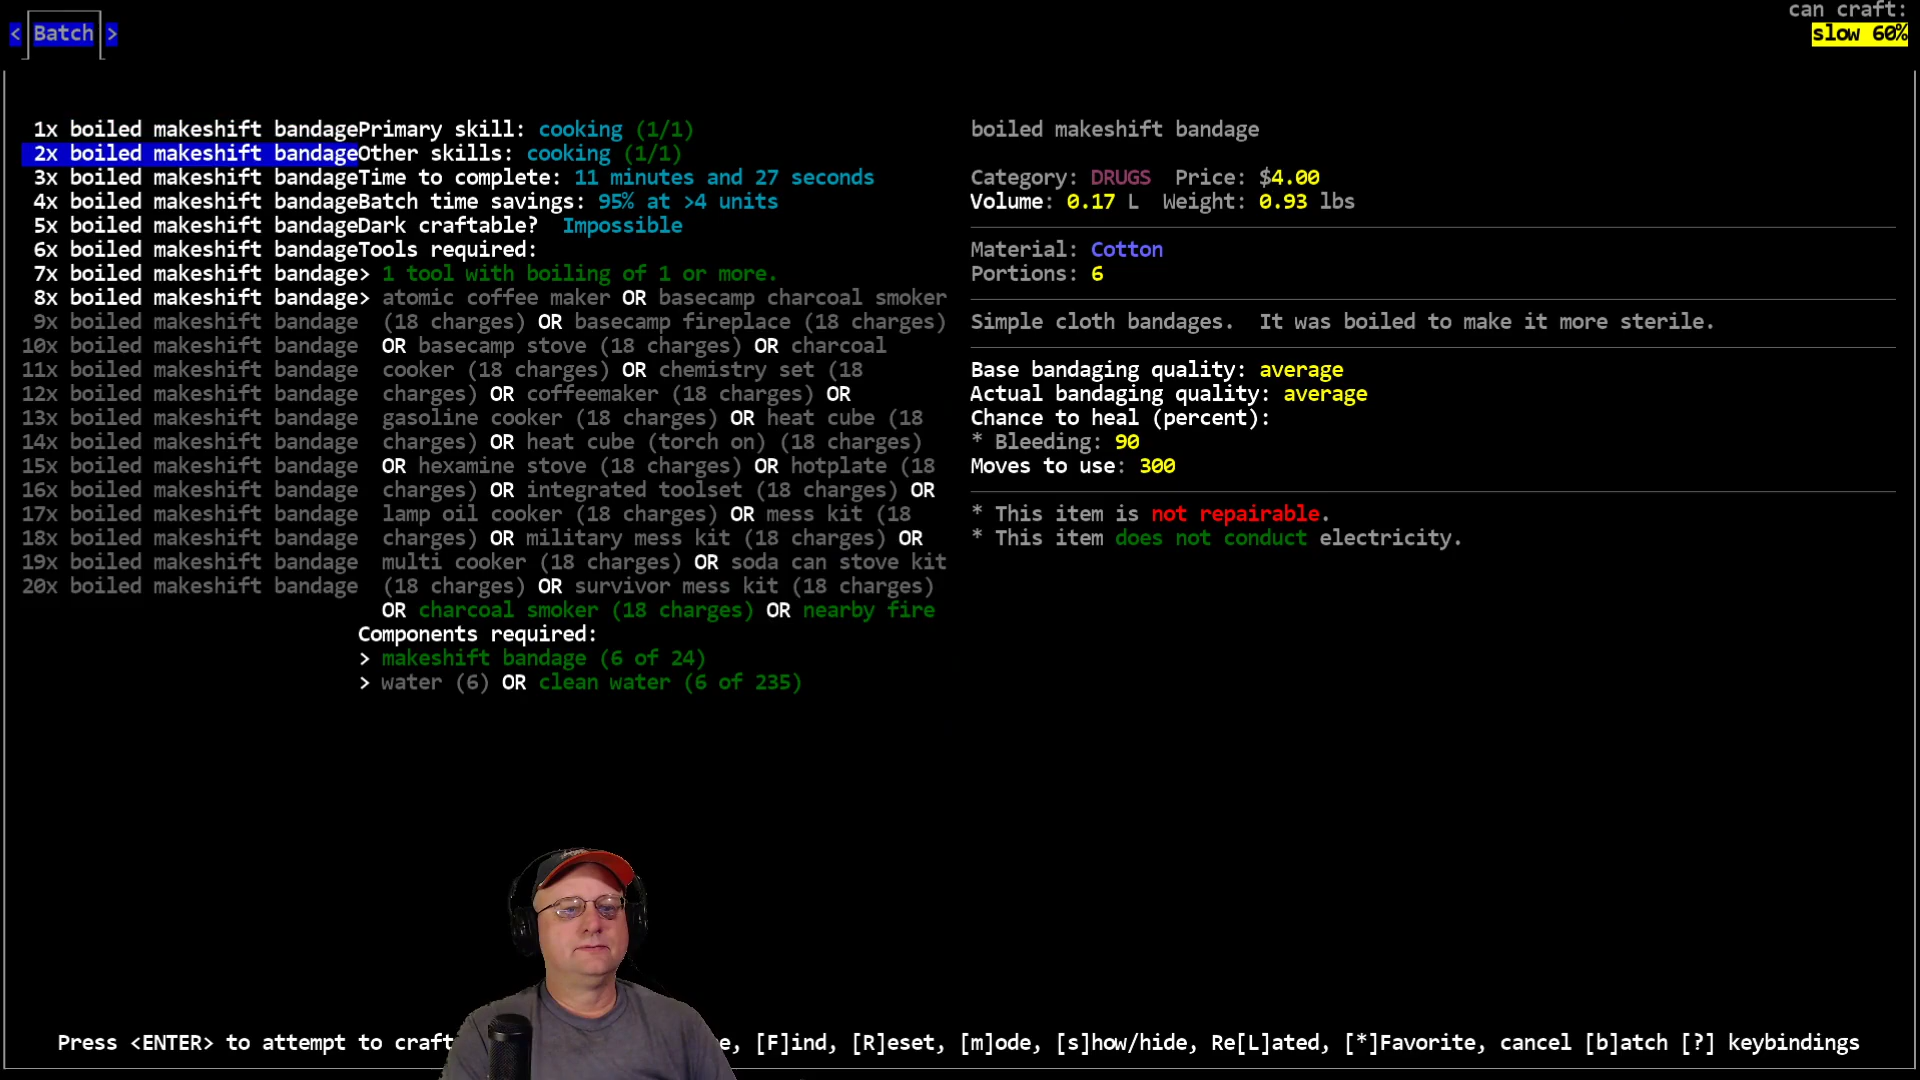 can craft:
< Batch >
slow 60%
1x boiled makeshift bandage
2x boiled makeshift bandage
3x boiled makeshift bandage
4x boiled makeshift bandage
5x boiled makeshift bandage
6x boiled makeshift bandage
7x boiled makeshift bandage
8x boiled makeshift bandage
9x boiled makeshift bandage
10x boiled makeshift bandage
11x boiled makeshift bandage
12x boiled makeshift bandage
13x boiled makeshift bandage
14x boiled makeshift bandage
15x boiled makeshift bandage
16x boiled makeshift bandage
17x boiled makeshift bandage
18x boiled makeshift bandage
19x boiled makeshift bandage
20x boiled makeshift bandage
Primary skill: cooking (1/1)
Other skills: cooking (1/1)
Time to complete: 11 minutes and 27 seconds
Batch time savings: 95% at >4 units
Dark craftable? Impossible
Tools required:
> 1 tool with boiling of 1 or more.
> atomic coffee maker OR basecamp charcoal smoker
(18 charges) OR basecamp fireplace (18 charges)
OR basecamp stove (18 charges) OR charcoal
cooker (18 charges) OR chemistry set (18
charges) OR coffeemaker (18 charges) OR
gasoline cooker (18 charges) OR heat cube (18
charges) OR heat cube (torch on) (18 charges)
OR hexamine stove (18 charges) OR hotplate (18
charges) OR integrated toolset (18 charges) OR
lamp oil cooker (18 charges) OR mess kit (18
charges) OR military mess kit (18 charges) OR
multi cooker (18 charges) OR soda can stove kit
(18 charges) OR survivor mess kit (18 charges)
OR charcoal smoker (18 charges) OR nearby fire
Components required:
> makeshift bandage (6 of 24)
> water (6) OR clean water (6 of 235)
boiled makeshift bandage
Category: DRUGS Price: $4.00
Volume: 0.17 L Weight: 0.93 lbs
Material: Cotton
Portions: 6
Simple cloth bandages. It was boiled to make it more sterile.
Base bandaging quality: average
Actual bandaging quality: average
Chance to heal (percent):
* Bleeding: 90
Moves to use: 300
* This item is not repairable.
* This item does not conduct electricity.
Press <ENTER> to attempt to craft e, [F]ind, [R]eset, [m]ode, [s]how/hide, Re[L]ated, [*]Favorite, cancel [b]atch [?] keybindings